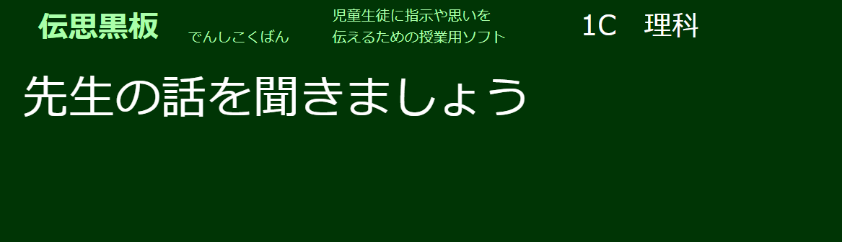 伝思黒板
でんしこくばん
児童生徒に指示や思いを
伝えるための授業用ソフト
1C　理科
先生の話を聞きましょう